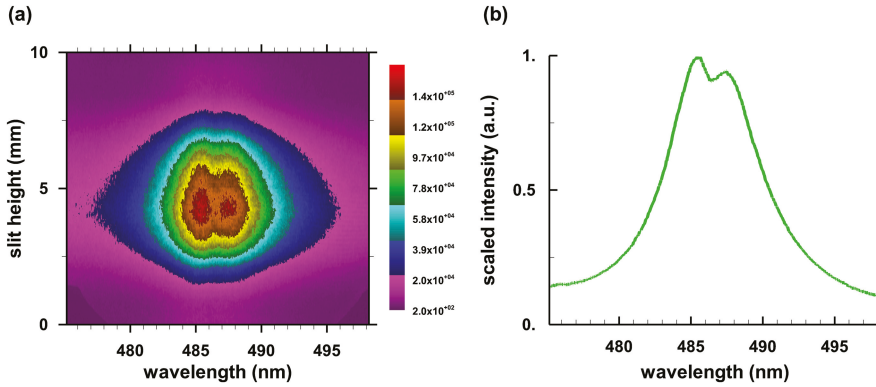 (a)
10
5
0
slit height (mm)
480
485
490
495
wavelength (nm)
1.4x10⁺⁰⁵
1.2x10⁺⁰⁵
9.7x10⁺⁰⁴
7.8x10⁺⁰⁴
5.8x10⁺⁰⁴
3.9x10⁺⁰⁴
2.0x10⁺⁰⁴
2.0x10⁺⁰²
(b)
1.
0.5
0.
scaled intensity (a.u.)
480
485
490
495
wavelength (nm)